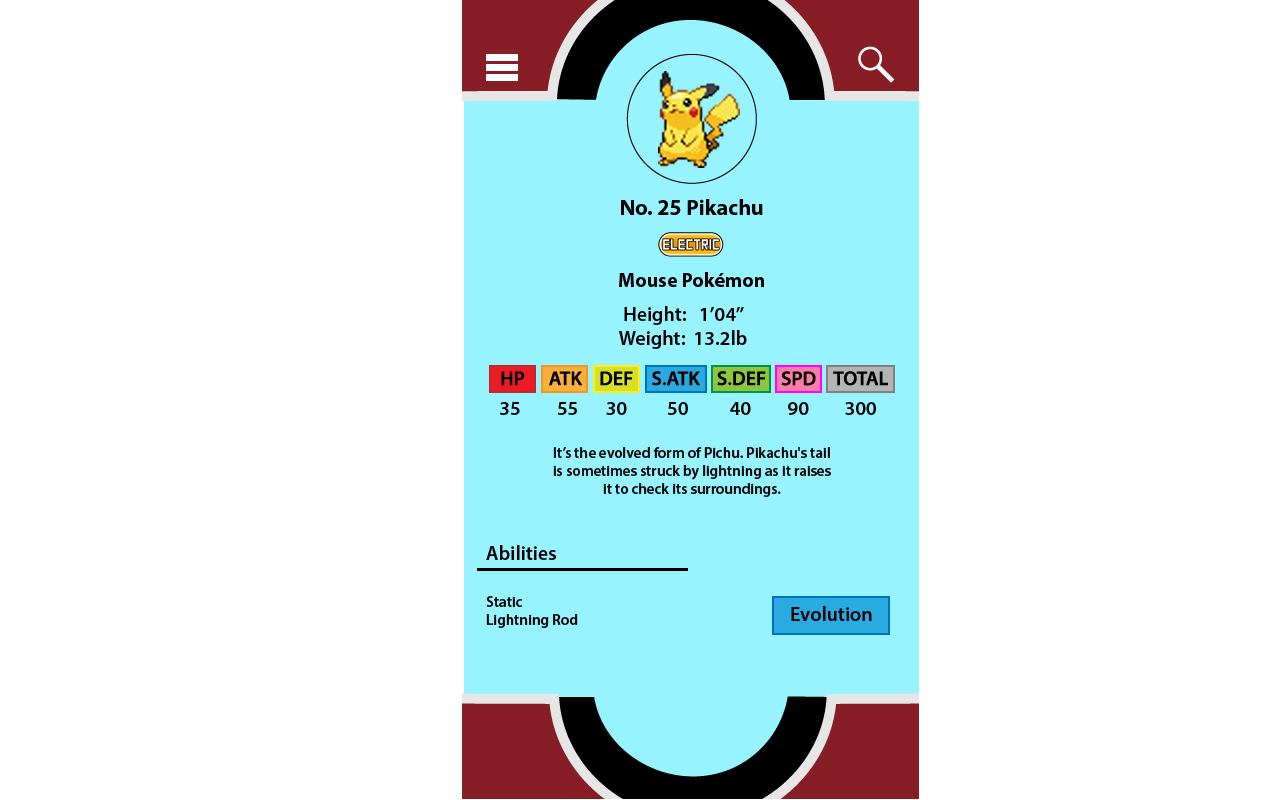 No. 25 Pikachu
ELECTRIC
Mouse Pokémon
Height: 1’04”
Weight: 13.2lb
HP ATK DEF S.ATK S.DEF SPD TOTAL
35 55 30 50 40 90 300
It’s the evolved form of Pichu. Pikachu's tail
is sometimes struck by lightning as it raises
it to check its surroundings.
Abilities
Static
Lightning Rod
Evolution